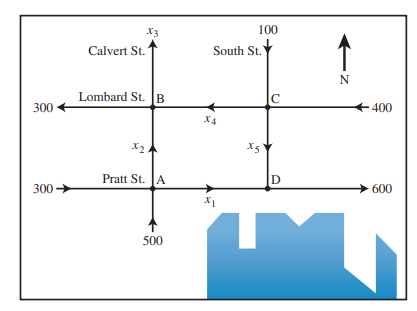 x3 100
Calvert St. South St.
N
Lombard St. B C
300 400
x4
x2 x5
Pratt St. A D
300 600
x1
500